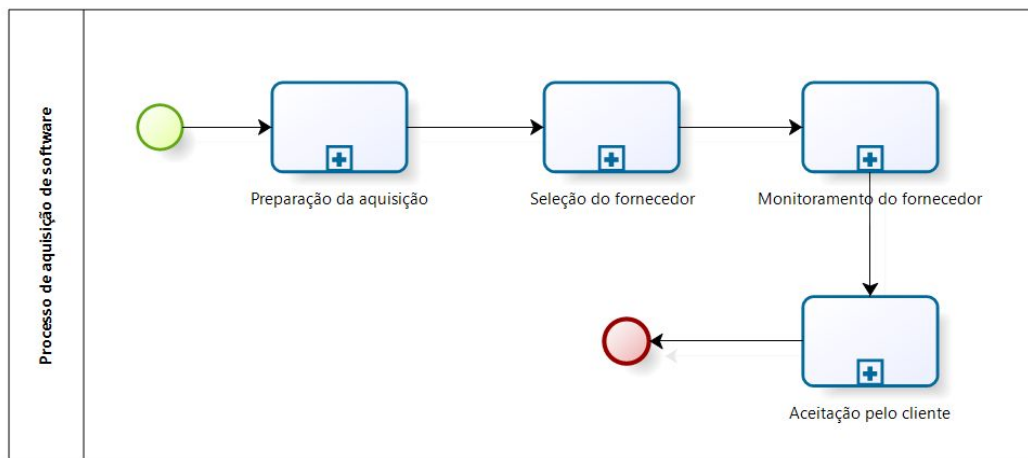 Processo de aquisição de software
Preparação da aquisição
Seleção do fornecedor
Monitoramento do fornecedor
Aceitação pelo cliente